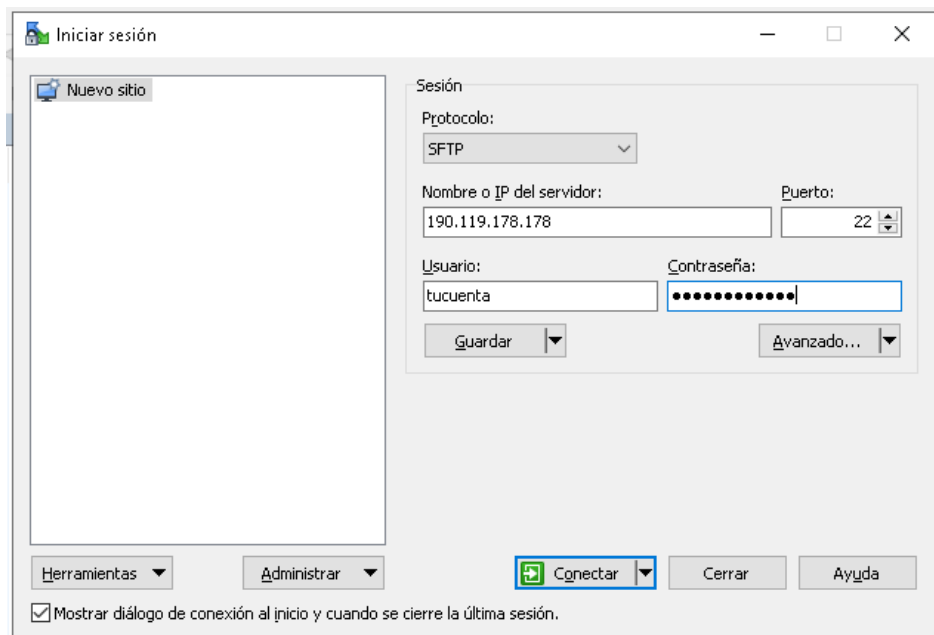 Iniciar sesión
Nuevo sitio
Sesión
Protocolo:
SFTP
Nombre o IP del servidor:
Puerto:
190.119.178.178
22
Usuario:
Contraseña:
tucuenta
●●●●●●●●●●●●
Guardar
Avanzado...
Herramientas
Administrar
Conectar
Cerrar
Ayuda
Mostrar diálogo de conexión al inicio y cuando se cierre la última sesión.